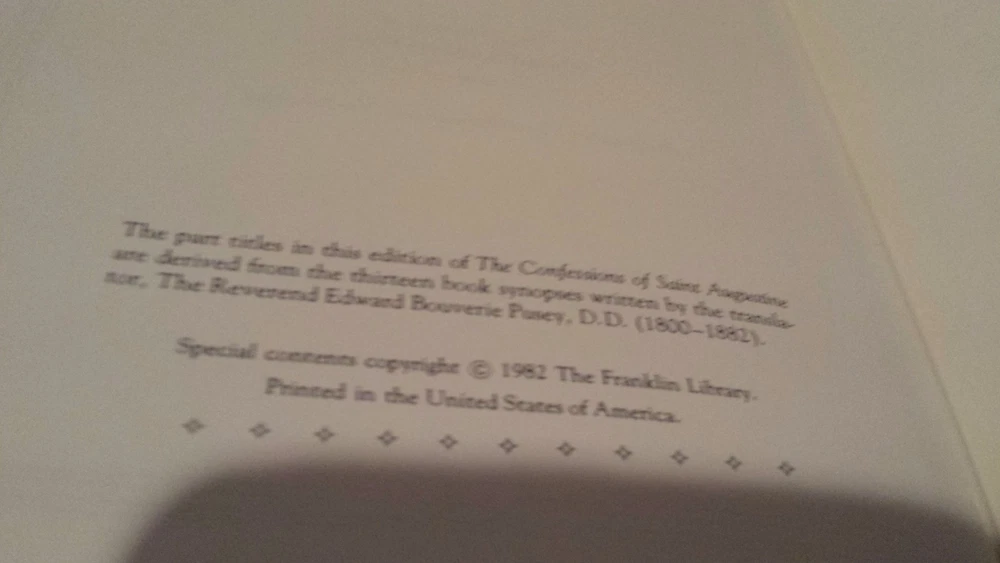 The part titles in this edition of The Confessions of Saint Augustine
are derived from the thirteen book synopses written by the transla-
tor, The Reverend Edward Bouverie Pusey, D.D. (1800–1882).
Special contents copyright © 1982 The Franklin Library.
Printed in the United States of America.